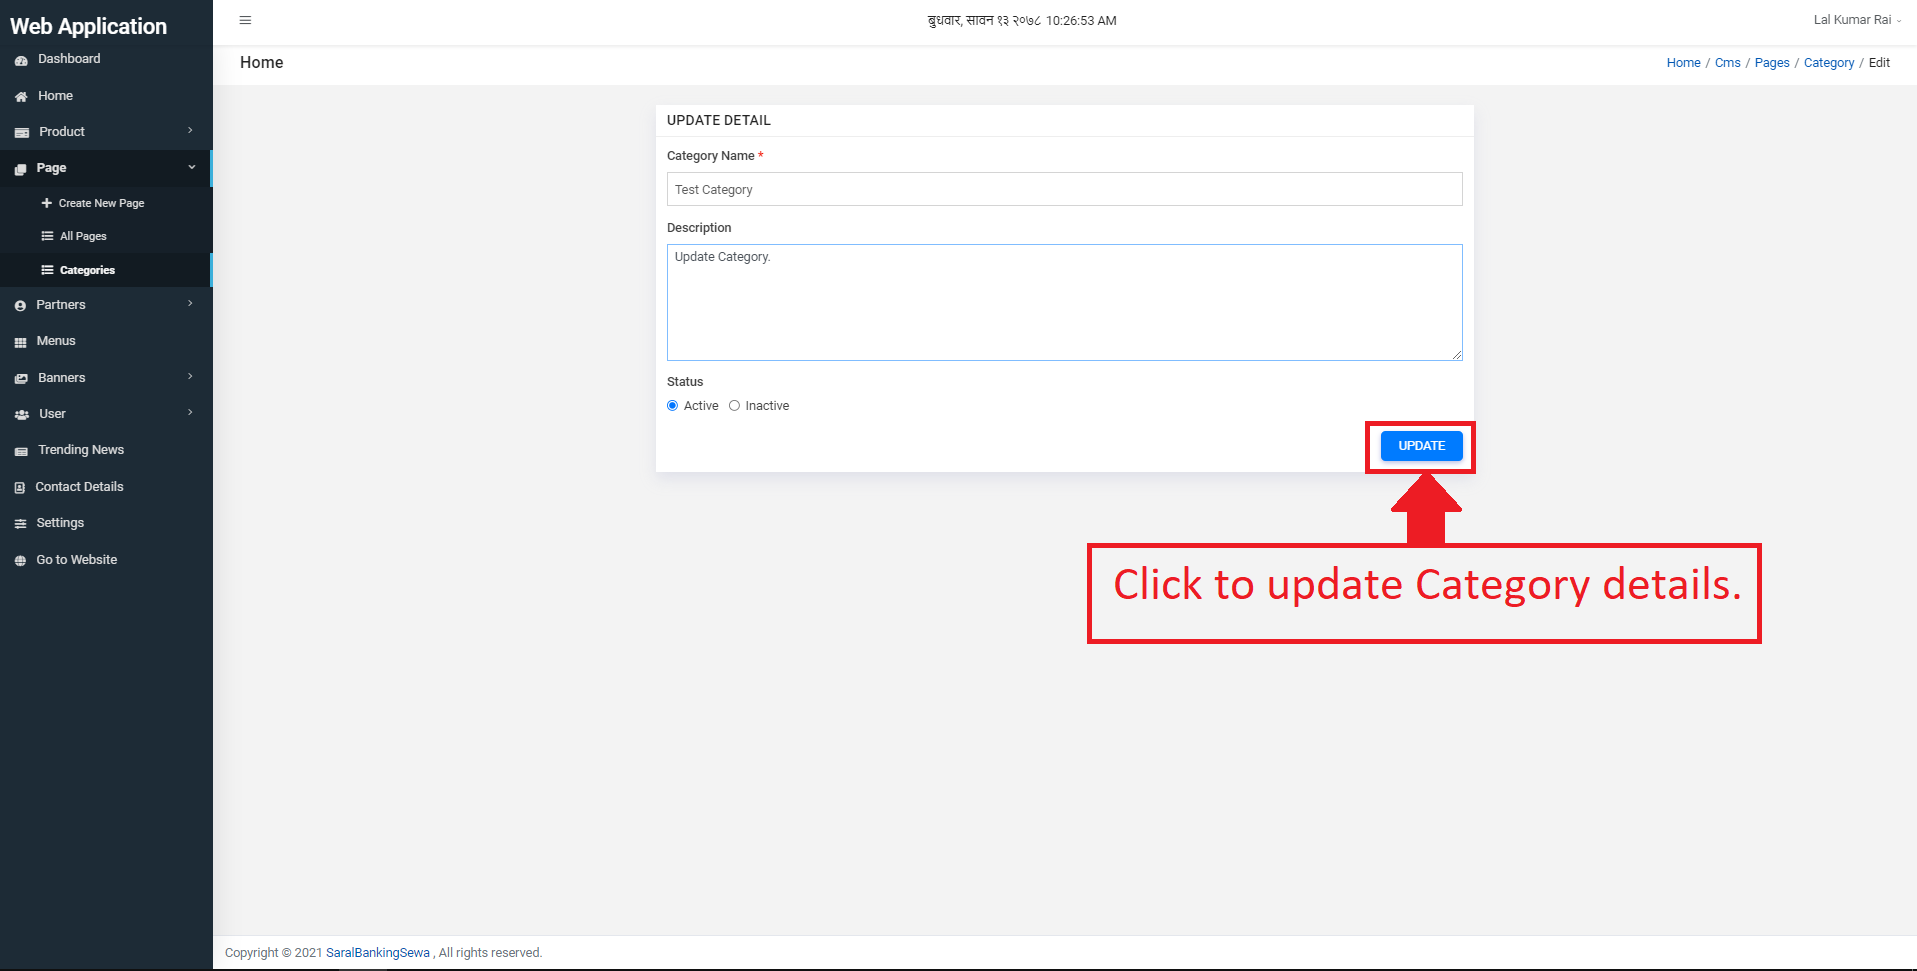 Web Application
बुधवार, सावन १३ २०७८ 10:26:53 AM
Lal Kumar Rai
Dashboard
Home
Product
Page
Create New Page
All Pages
Categories
Partners
Menus
Banners
User
Trending News
Contact Details
Settings
Go to Website
Home
Home / Cms / Pages / Category / Edit
UPDATE DETAIL
Category Name *
Test Category
Description
Update Category.
Status
Active Inactive
UPDATE
Click to update Category details.
Copyright © 2021 SaralBankingSewa , All rights reserved.